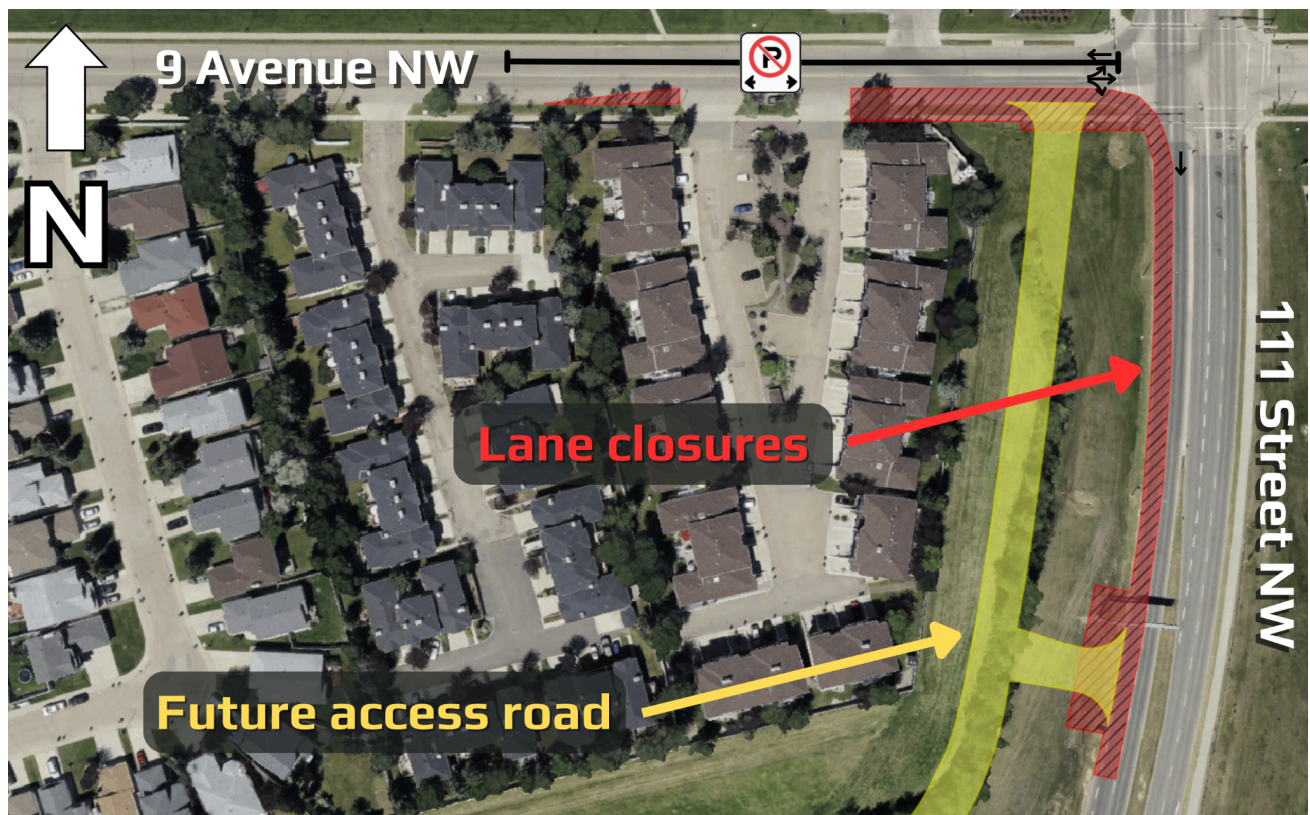 9 Avenue NW
P
N
111 Street NW
Lane closures
Future access road